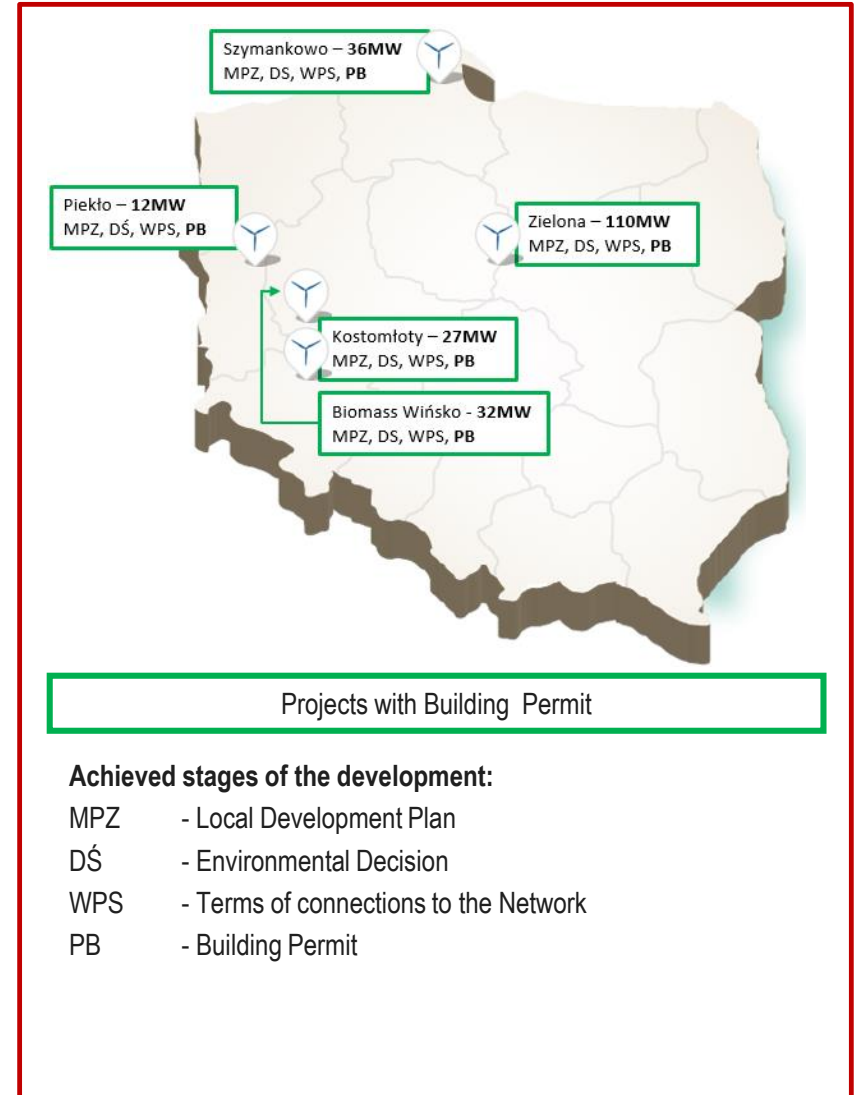 Szymankowo – 36MW
MPZ, DS, WPS, PB
Piekło – 12MW
MPZ, DŚ, WPS, PB
Zielona – 110MW
MPZ, DS, WPS, PB
Kostomłoty – 27MW
MPZ, DS, WPS, PB
Biomass Wińsko - 32MW
MPZ, DS, WPS, PB
Projects with Building Permit
Achieved stages of the development:
MPZ - Local Development Plan
DŚ - Environmental Decision
WPS - Terms of connections to the Network
PB - Building Permit